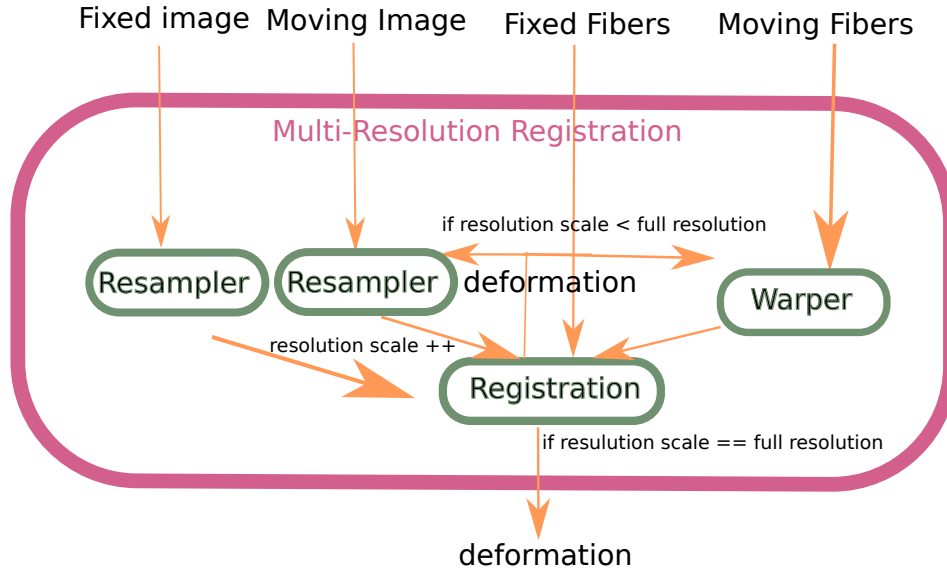 Fixed image
Moving Image
Fixed Fibers
Moving Fibers
Multi-Resolution Registration
if resolution scale < full resolution
Resampler
Resampler
deformation
Warper
resolution scale ++
Registration
if resulution scale == full resolution
deformation